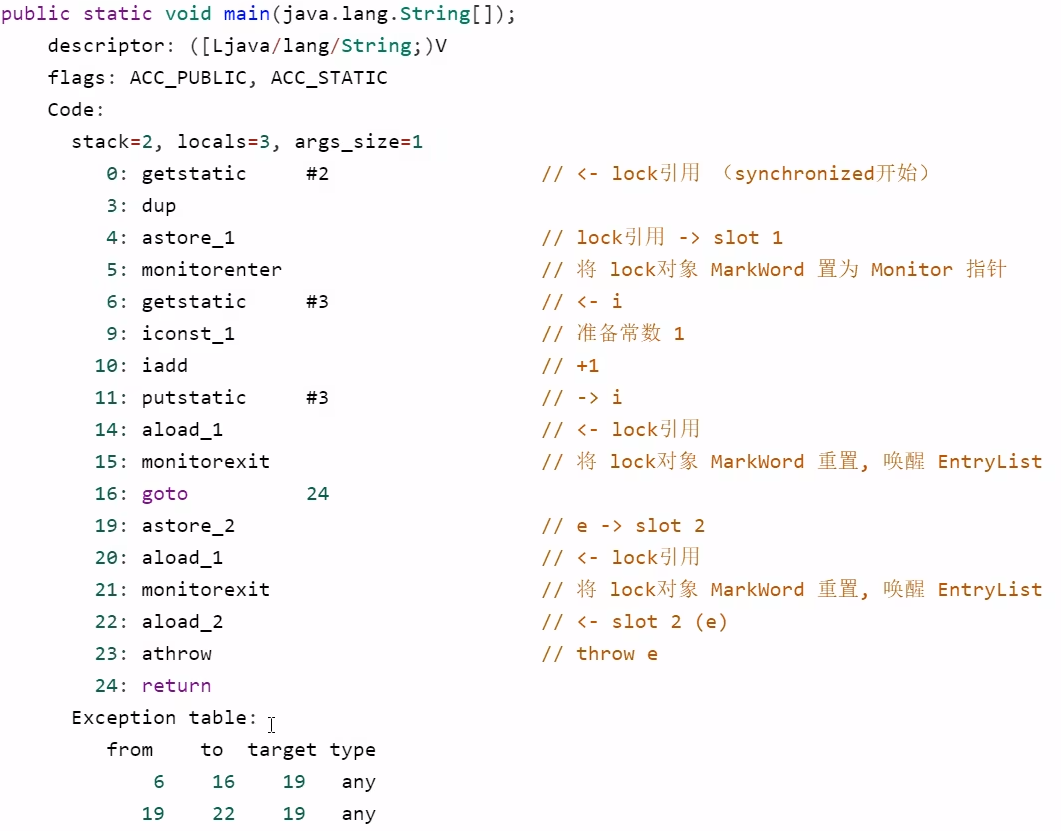 public static void main(java.lang.String[]);
descriptor: ([Ljava/lang/String;)V
flags: ACC_PUBLIC, ACC_STATIC
Code:
stack=2, locals=3, args_size=1
0: getstatic #2 // <- lock引用 （synchronized开始）
3: dup
4: astore_1 // lock引用 -> slot 1
5: monitorenter // 将 lock对象 MarkWord 置为 Monitor 指针
6: getstatic #3 // <- i
9: iconst_1 // 准备常数 1
10: iadd // +1
11: putstatic #3 // -> i
14: aload_1 // <- lock引用
15: monitorexit // 将 lock对象 MarkWord 重置, 唤醒 EntryList
16: goto 24
19: astore_2 // e -> slot 2
20: aload_1 // <- lock引用
21: monitorexit // 将 lock对象 MarkWord 重置, 唤醒 EntryList
22: aload_2 // <- slot 2 (e)
23: athrow // throw e
24: return
Exception table:
from to target type
6 16 19 any
19 22 19 any